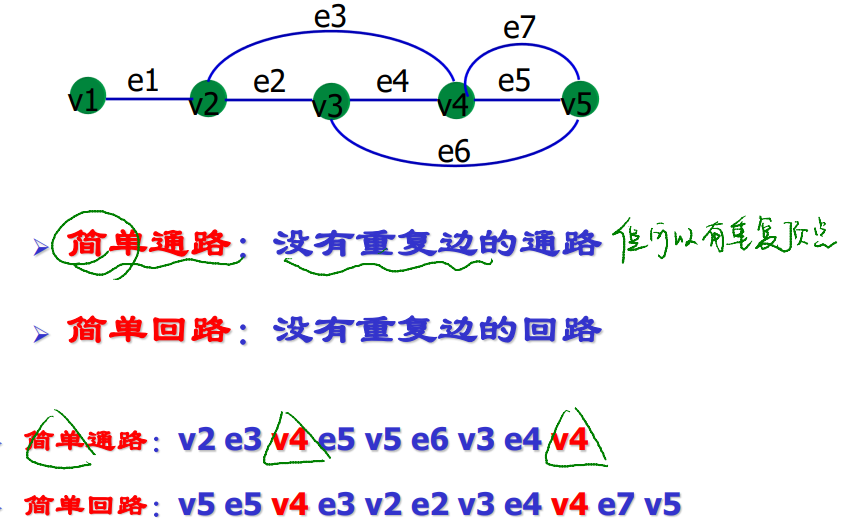 e3
e7
e1
e2
e4
e5
v1
v2
v3
v4
v5
e6
简单通路：没有重复边的通路 但可以有重复顶点
简单回路：没有重复边的回路
简单通路：v2 e3 v4 e5 v5 e6 v3 e4 v4
简单回路：v5 e5 v4 e3 v2 e2 v3 e4 v4 e7 v5